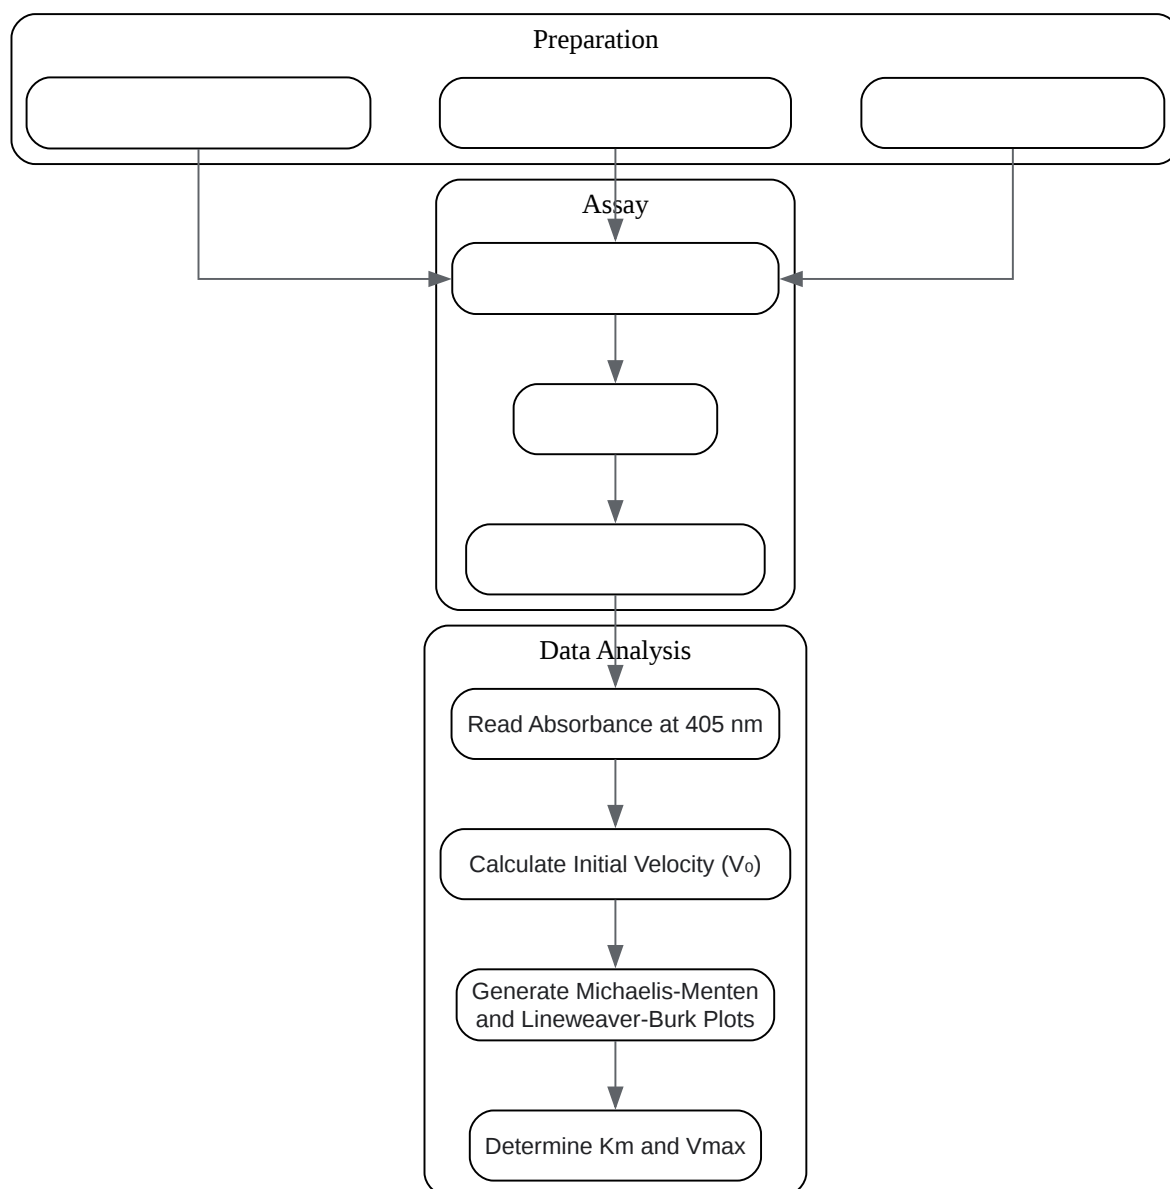 Preparation
Assay
Data Analysis
Read Absorbance at 405 nm
Calculate Initial Velocity (V₀)
Generate Michaelis-Menten
and Lineweaver-Burk Plots
Determine Km and Vmax